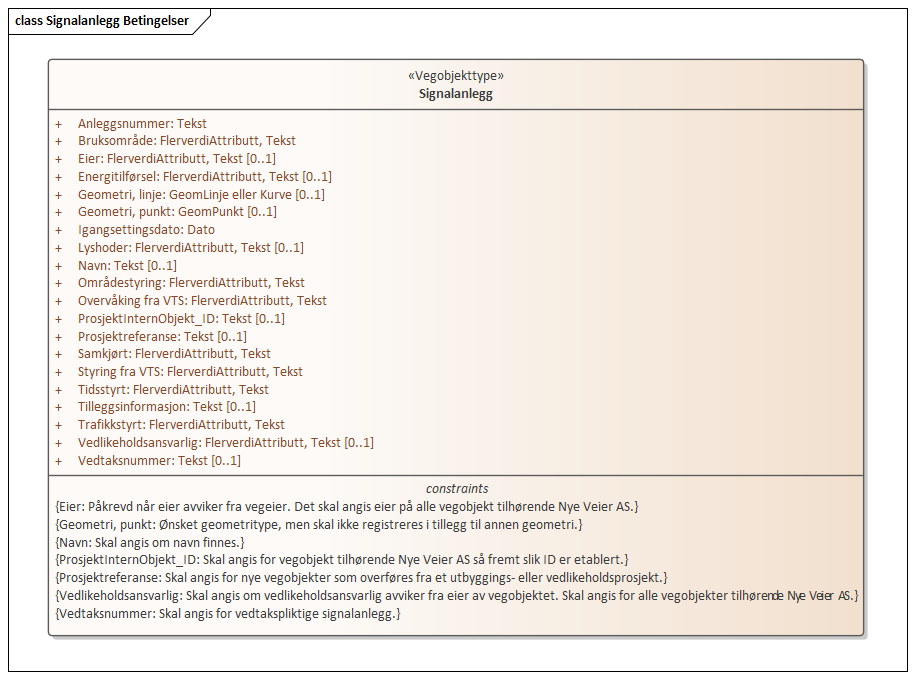 class Signalanlegg Betingelser
«Vegobjekttype»
Signalanlegg
+ Anleggsnummer: Tekst
+ Bruksområde: FlerverdiAttributt, Tekst
+ Eier: FlerverdiAttributt, Tekst [0..1]
+ Energitilførsel: FlerverdiAttributt, Tekst [0..1]
+ Geometri, linje: GeomLinje eller Kurve [0..1]
+ Geometri, punkt: GeomPunkt [0..1]
+ Igangsettingsdato: Dato
+ Lyshoder: FlerverdiAttributt, Tekst [0..1]
+ Navn: Tekst [0..1]
+ Områdestyring: FlerverdiAttributt, Tekst
+ Overvåking fra VTS: FlerverdiAttributt, Tekst
+ ProsjektInternObjekt_ID: Tekst [0..1]
+ Prosjektreferanse: Tekst [0..1]
+ Samkjørt: FlerverdiAttributt, Tekst
+ Styring fra VTS: FlerverdiAttributt, Tekst
+ Tidsstyrt: FlerverdiAttributt, Tekst
+ Tilleggsinformasjon: Tekst [0..1]
+ Trafikkstyrt: FlerverdiAttributt, Tekst
+ Vedlikeholdsansvarlig: FlerverdiAttributt, Tekst [0..1]
+ Vedtaksnummer: Tekst [0..1]
constraints
{Eier: Påkrevd når eier avviker fra vegeier. Det skal angis eier på alle vegobjekt tilhørende Nye Veier AS.}
{Geometri, punkt: Ønsket geometritype, men skal ikke registreres i tillegg til annen geometri.}
{Navn: Skal angis om navn finnes.}
{ProsjektInternObjekt_ID: Skal angis for vegobjekt tilhørende Nye Veier AS så fremt slik ID er etablert.}
{Prosjektreferanse: Skal angis for nye vegobjekter som overføres fra et utbyggings- eller vedlikeholdsprosjekt.}
{Vedlikeholdsansvarlig: Skal angis om vedlikeholdsansvarlig avviker fra eier av vegobjektet. Skal angis for alle vegobjekter tilhørende Nye Veier AS.}
{Vedtaksnummer: Skal angis for vedtakspliktige signalanlegg.}